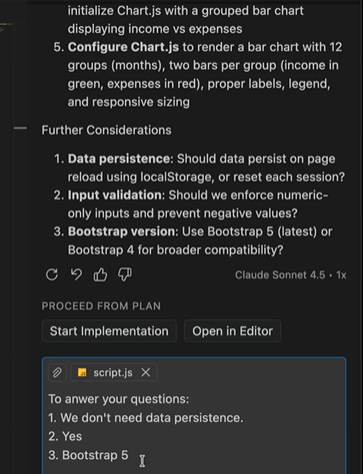 initialize Chart.js with a grouped bar chart
displaying income vs expenses
5. Configure Chart.js to render a bar chart with 12
groups (months), two bars per group (income in
green, expenses in red), proper labels, legend,
and responsive sizing
Further Considerations
1. Data persistence: Should data persist on page
reload using localStorage, or reset each session?
2. Input validation: Should we enforce numeric-
only inputs and prevent negative values?
3. Bootstrap version: Use Bootstrap 5 (latest) or
Bootstrap 4 for broader compatibility?
Claude Sonnet 4.5 • 1x
PROCEED FROM PLAN
Start Implementation Open in Editor
script.js
To anwer your questions:
1. We don't need data persistence.
2. Yes
3. Bootstrap 5